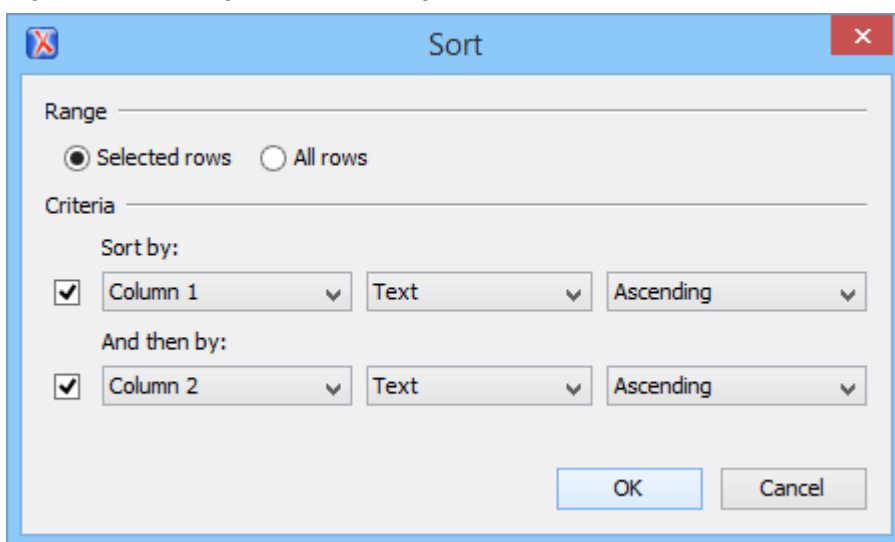 Sort
Range
Selected rows All rows
Criteria
Sort by:
Column 1 Text Ascending
And then by:
Column 2 Text Ascending
OK Cancel